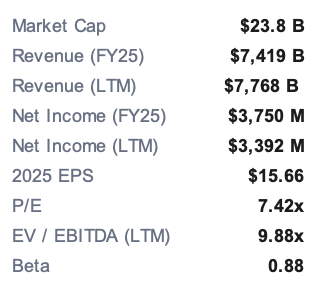 Market Cap $23.8 B
Revenue (FY25) $7,419 B
Revenue (LTM) $7,768 B
Net Income (FY25) $3,750 M
Net Income (LTM) $3,392 M
2025 EPS $15.66
P/E 7.42x
EV / EBITDA (LTM) 9.88x
Beta 0.88